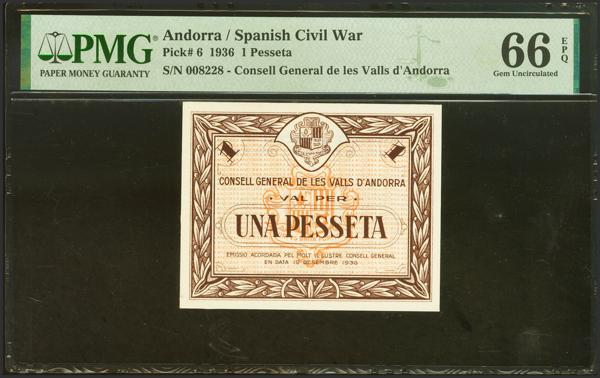 PMG
PAPER MONEY GUARANTY
Andorra / Spanish Civil War
Pick# 6 1936 1 Pesseta
S/N 008228 - Consell General de les Valls d'Andorra
66 EPQ
Gem Uncirculated
1 1
CONSELL GENERAL DE LES VALLS D'ANDORRA
· VAL PER ·
UNA PESSETA
EMISSIO ACORDADA PEL MOLT IL·LUSTRE CONSELL GENERAL
EN DATA 19 DESEMBRE 1936